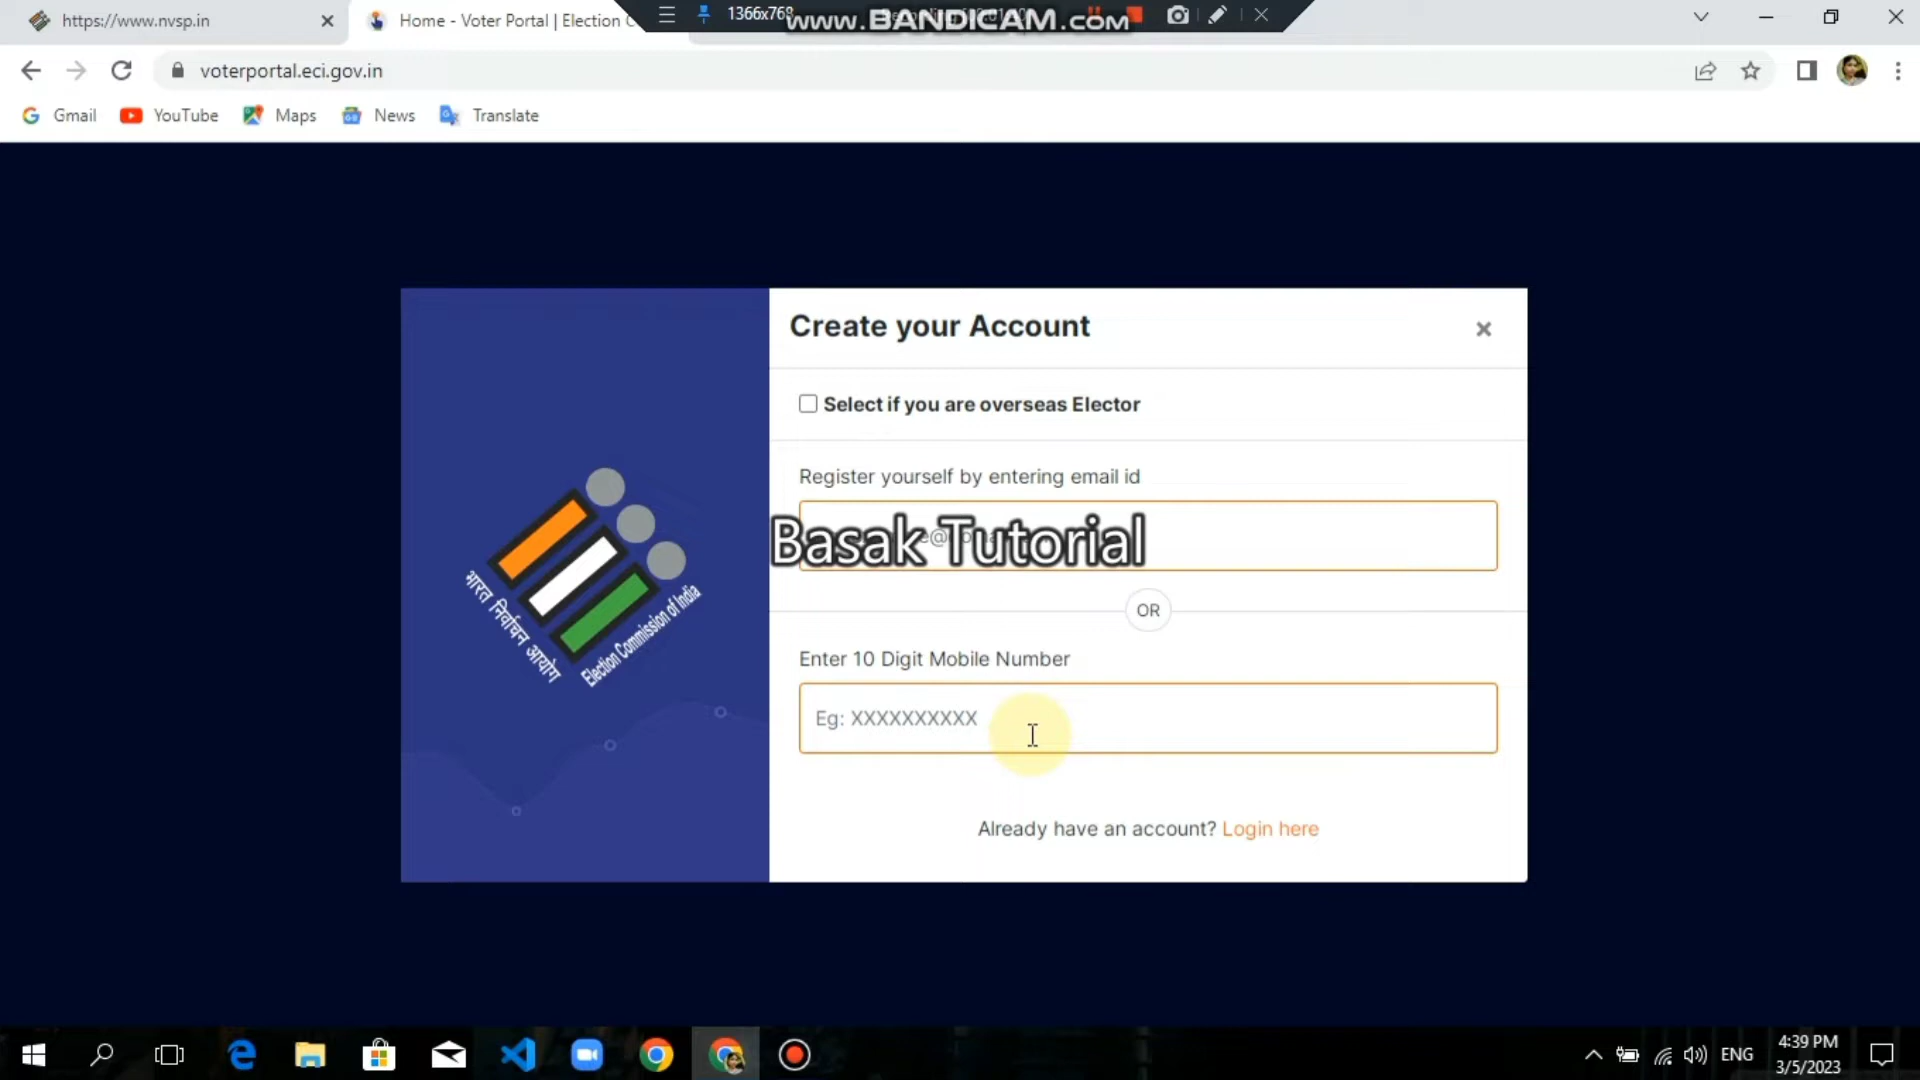 https://www.nvsp.in
Home - Voter Portal | Election C
1366x768
www.BANDICAM.com
voterportal.eci.gov.in
Gmail
YouTube
Maps
News
Translate
Create your Account
Select if you are overseas Elector
Register yourself by entering email id
Basak Tutorial
OR
Enter 10 Digit Mobile Number
Eg: XXXXXXXXXX
Already have an account? Login here
भारत निर्वाचन आयोग
Election Commission of India
ENG
4:39 PM
3/5/2023